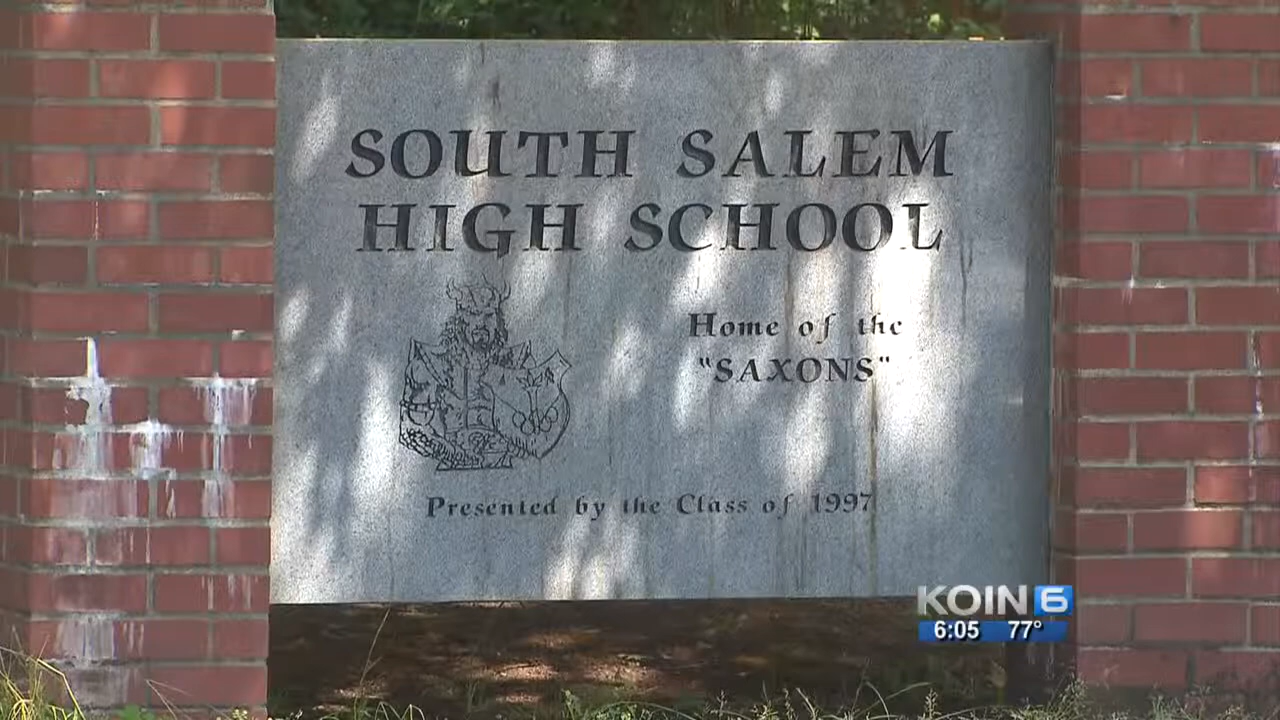 SOUTH SALEM
HIGH SCHOOL
Home of the
"SAXONS"
Presented by the Class of 1997
KOIN 6
6:05 77°